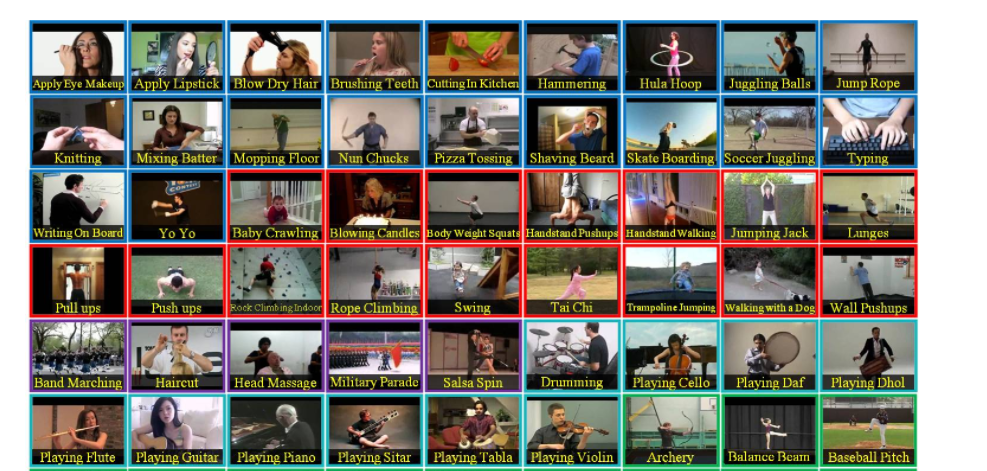 Apply Eye Makeup
Apply Lipstick
Blow Dry Hair
Brushing Teeth
Cutting In Kitchen
Hammering
Hula Hoop
Juggling Balls
Jump Rope
Knitting
Mixing Batter
Mopping Floor
Nun Chucks
Pizza Tossing
Shaving Beard
Skate Boarding
Soccer Juggling
Typing
Writing On Board
Yo Yo
Baby Crawling
Blowing Candles
Body Weight Squats
Handstand Pushups
Handstand Walking
Jumping Jack
Lunges
Pull ups
Push ups
Rock Climbing Indoor
Rope Climbing
Swing
Tai Chi
Trampoline Jumping
Walking with a Dog
Wall Pushups
Band Marching
Haircut
Head Massage
Military Parade
Salsa Spin
Drumming
Playing Cello
Playing Daf
Playing Dhol
Playing Flute
Playing Guitar
Playing Piano
Playing Sitar
Playing Tabla
Playing Violin
Archery
Balance Beam
Baseball Pitch